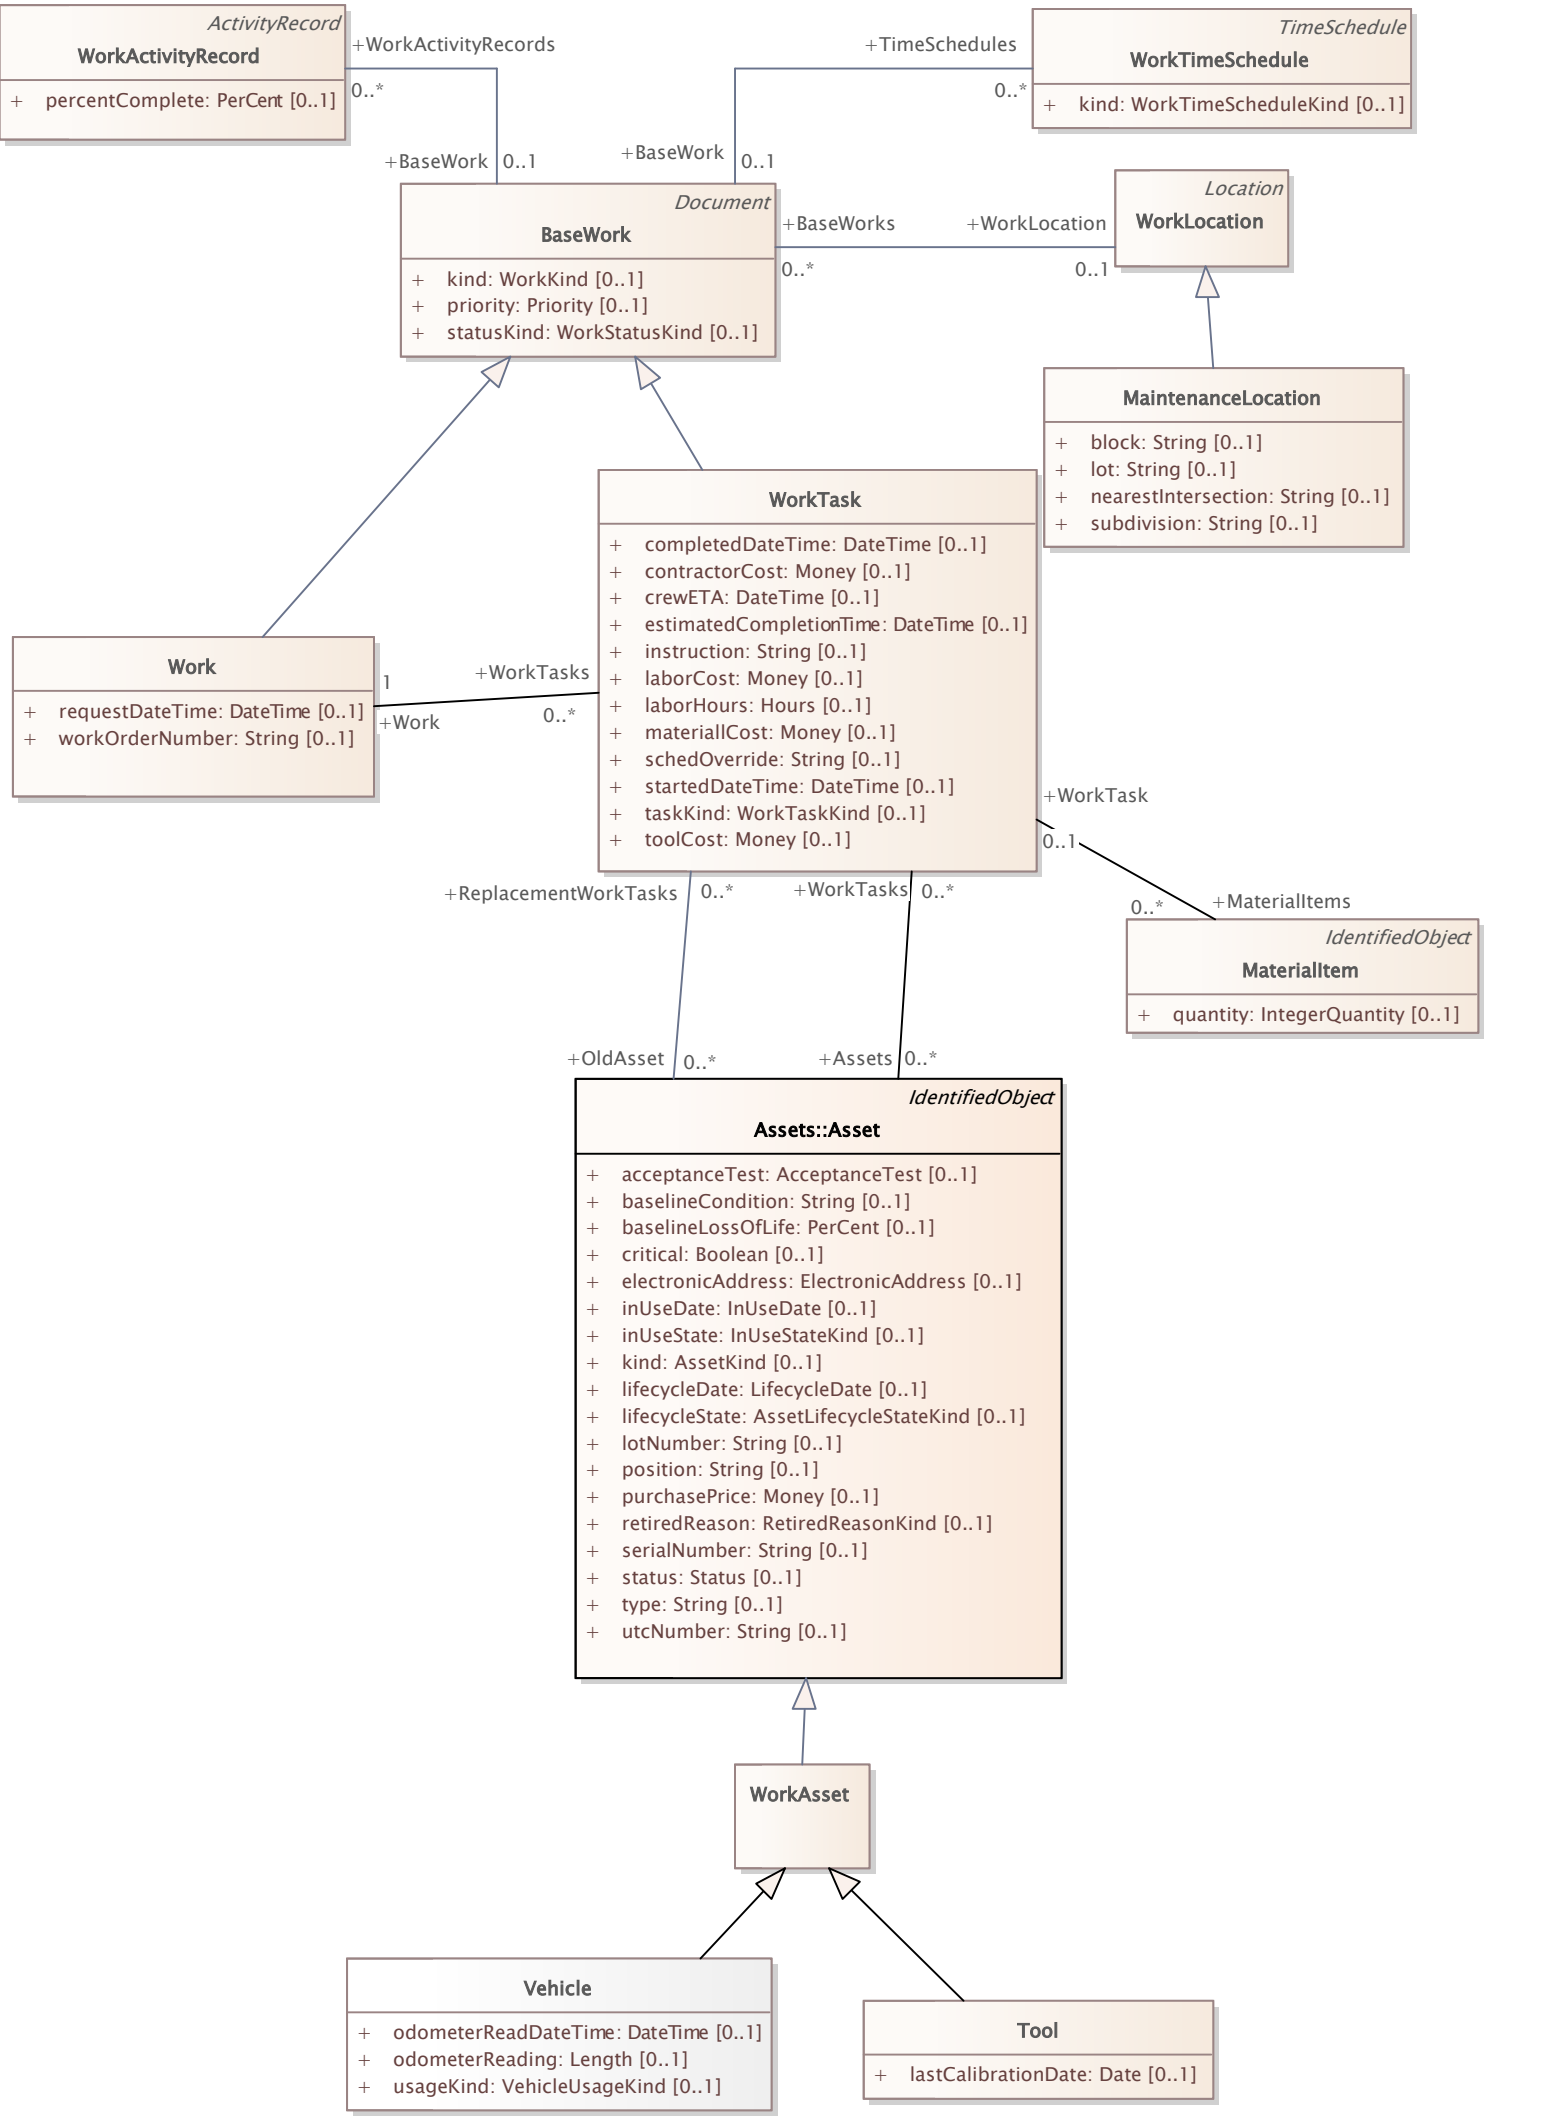 ActivityRecord
WorkActivityRecord
+ percentComplete: PerCent [0..1]
+WorkActivityRecords
0..*
+BaseWork 0..1
+TimeSchedules
0..*
+BaseWork 0..1
TimeSchedule
WorkTimeSchedule
+ kind: WorkTimeScheduleKind [0..1]
Document
BaseWork
+ kind: WorkKind [0..1]
+ priority: Priority [0..1]
+ statusKind: WorkStatusKind [0..1]
+BaseWorks
0..*
+WorkLocation
0..1
Location
WorkLocation
MaintenanceLocation
+ block: String [0..1]
+ lot: String [0..1]
+ nearestIntersection: String [0..1]
+ subdivision: String [0..1]
WorkTask
+ completedDateTime: DateTime [0..1]
+ contractorCost: Money [0..1]
+ crewETA: DateTime [0..1]
+ estimatedCompletionTime: DateTime [0..1]
+ instruction: String [0..1]
+ laborCost: Money [0..1]
+ laborHours: Hours [0..1]
+ materiallCost: Money [0..1]
+ schedOverride: String [0..1]
+ startedDateTime: DateTime [0..1]
+ taskKind: WorkTaskKind [0..1]
+ toolCost: Money [0..1]
Work
+ requestDateTime: DateTime [0..1]
+ workOrderNumber: String [0..1]
1
+Work
+WorkTasks
0..*
+WorkTask
0..1
0..*
+MaterialItems
IdentifiedObject
MaterialItem
+ quantity: IntegerQuantity [0..1]
+ReplacementWorkTasks 0..*
+WorkTasks 0..*
+OldAsset 0..*
+Assets 0..*
IdentifiedObject
Assets::Asset
+ acceptanceTest: AcceptanceTest [0..1]
+ baselineCondition: String [0..1]
+ baselineLossOfLife: PerCent [0..1]
+ critical: Boolean [0..1]
+ electronicAddress: ElectronicAddress [0..1]
+ inUseDate: InUseDate [0..1]
+ inUseState: InUseStateKind [0..1]
+ kind: AssetKind [0..1]
+ lifecycleDate: LifecycleDate [0..1]
+ lifecycleState: AssetLifecycleStateKind [0..1]
+ lotNumber: String [0..1]
+ position: String [0..1]
+ purchasePrice: Money [0..1]
+ retiredReason: RetiredReasonKind [0..1]
+ serialNumber: String [0..1]
+ status: Status [0..1]
+ type: String [0..1]
+ utcNumber: String [0..1]
WorkAsset
Vehicle
+ odometerReadDateTime: DateTime [0..1]
+ odometerReading: Length [0..1]
+ usageKind: VehicleUsageKind [0..1]
Tool
+ lastCalibrationDate: Date [0..1]